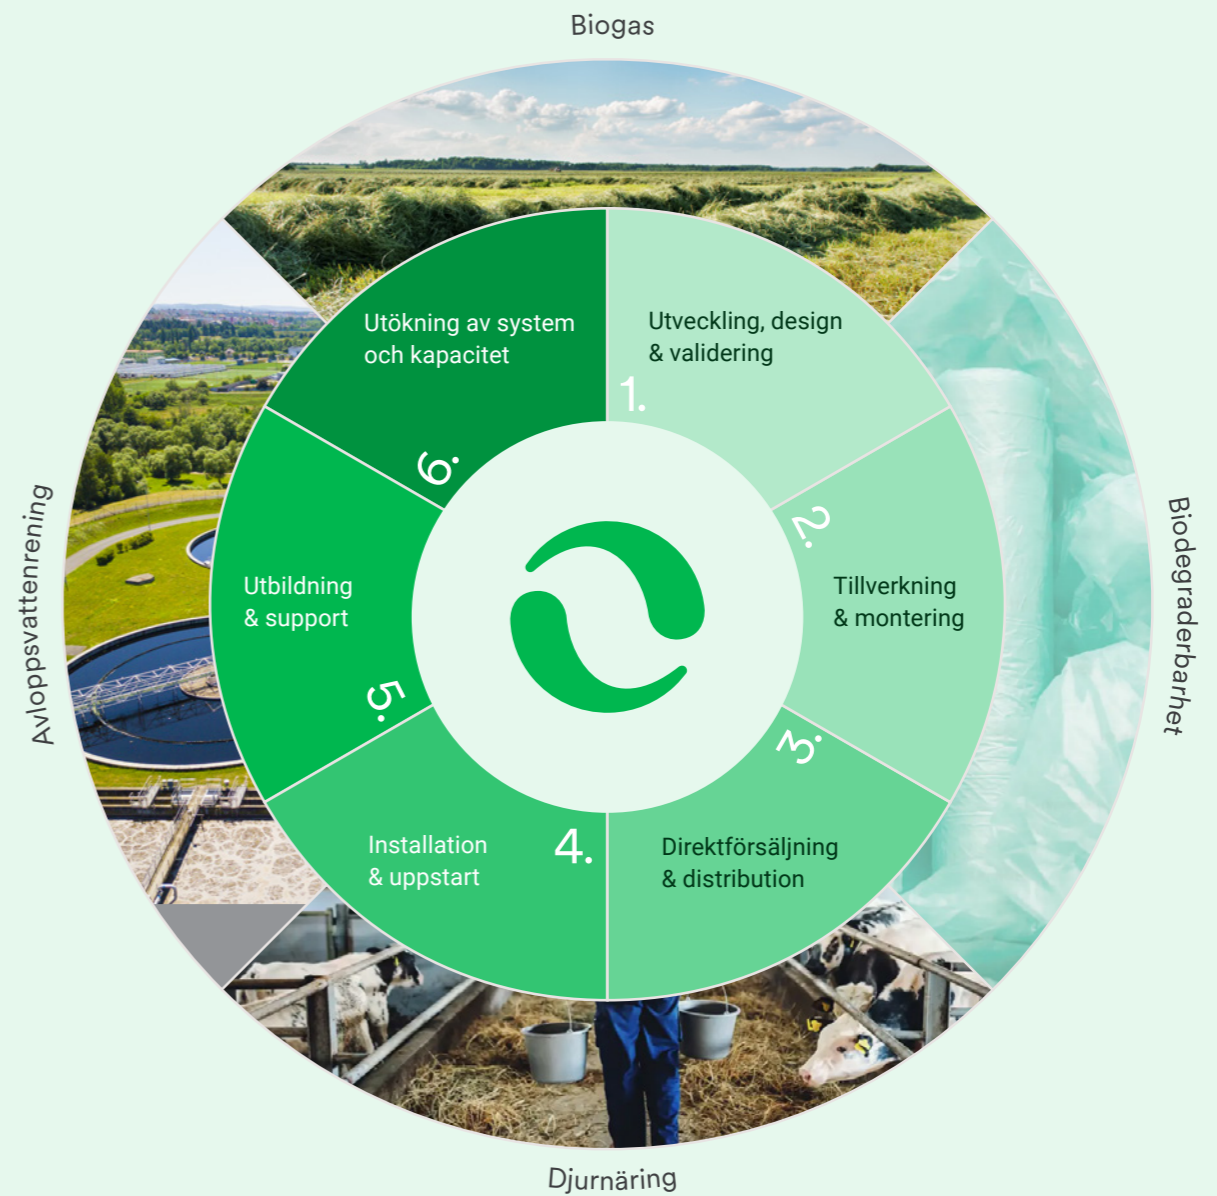 Biogas
Utveckling, design
& validering
1.
2.
Tillverkning
& montering
3.
Direktförsäljning
& distribution
4.
Installation
& uppstart
5.
Utbildning
& support
6.
Utökning av system
och kapacitet
Biodegraderbarhet
Djurnäring
Avloppsvattenrening